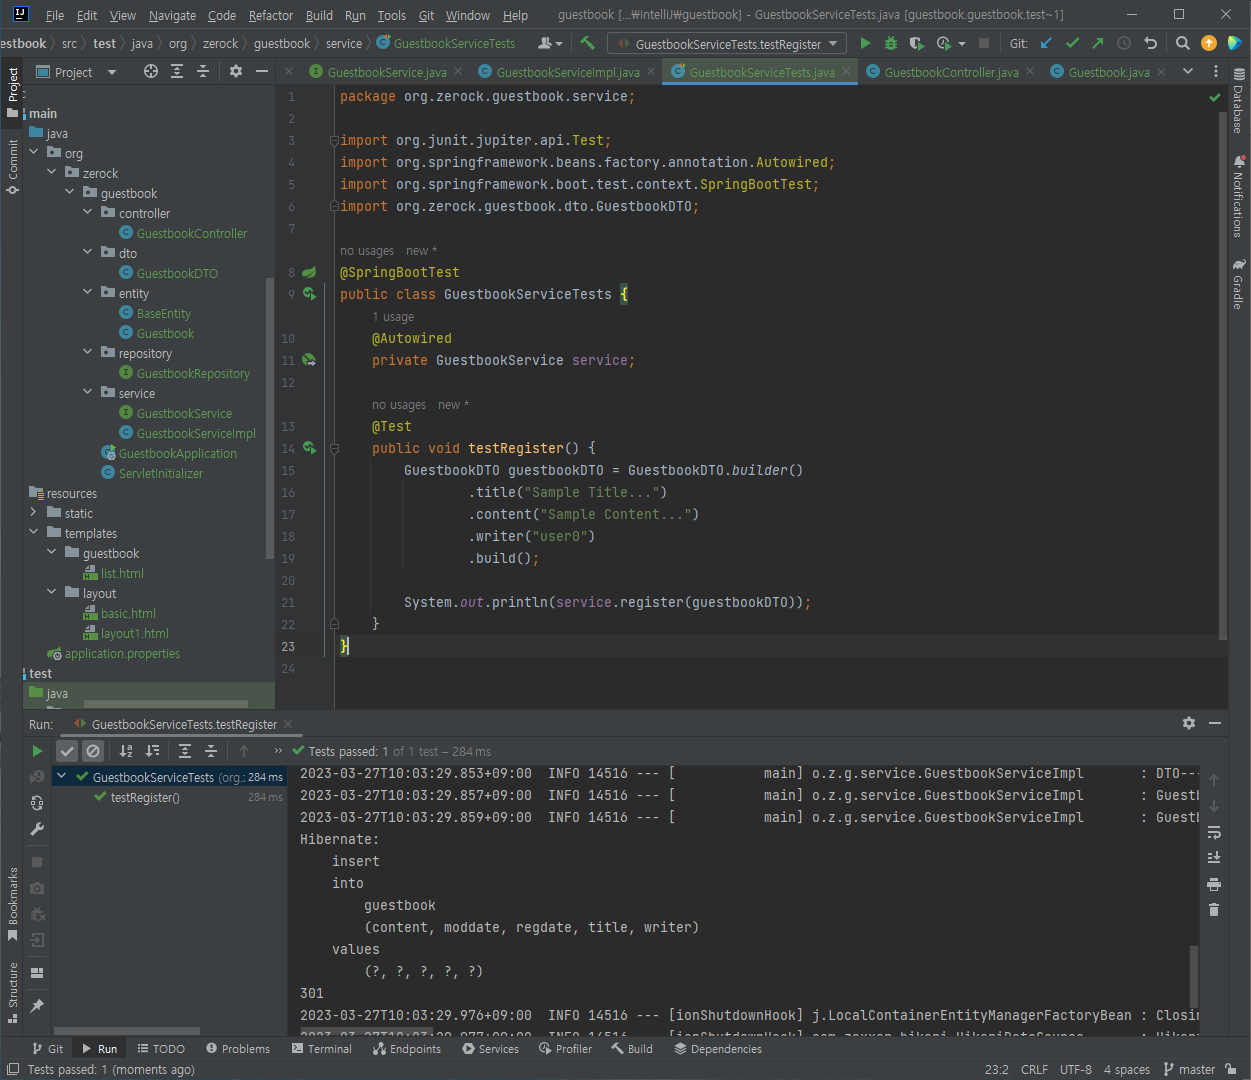 File Edit View Navigate Code Refactor Build Run Tools Git Window Help guestbook [...₩IntelliJ₩guestbook] - GuestbookServiceTests.java [guestbook.guestbook.test~1]
estbook src test java org zerock guestbook service GuestbookServiceTests GuestbookServiceTests.testRegister Git:
Project
GuestbookService.java GuestbookServiceImpl.java GuestbookServiceTests.java GuestbookController.java Guestbook.java
Project
Commit
Bookmarks
Structure
main
java
org
zerock
guestbook
controller
GuestbookController
dto
GuestbookDTO
entity
BaseEntity
Guestbook
repository
GuestbookRepository
service
GuestbookService
GuestbookServiceImpl
GuestbookApplication
ServletInitializer
resources
static
templates
guestbook
list.html
layout
basic.html
layout1.html
application.properties
test
java
1 package org.zerock.guestbook.service;
2
3 import org.junit.jupiter.api.Test;
4 import org.springframework.beans.factory.annotation.Autowired;
5 import org.springframework.boot.test.context.SpringBootTest;
6 import org.zerock.guestbook.dto.GuestbookDTO;
7
no usages new *
8 @SpringBootTest
9 public class GuestbookServiceTests {
1 usage
10 @Autowired
11 private GuestbookService service;
12
no usages new *
13 @Test
14 public void testRegister() {
15 GuestbookDTO guestbookDTO = GuestbookDTO.builder()
16 .title("Sample Title...")
17 .content("Sample Content...")
18 .writer("user0")
19 .build();
20
21 System.out.println(service.register(guestbookDTO));
22 }
23 }
24
Database
Notifications
Gradle
Run: GuestbookServiceTests.testRegister
Tests passed: 1 of 1 test – 284 ms
GuestbookServiceTests (org.: 284 ms
testRegister() 284 ms
2023-03-27T10:03:29.853+09:00 INFO 14516 --- [ main] o.z.g.service.GuestbookServiceImpl : DTO---
2023-03-27T10:03:29.857+09:00 INFO 14516 --- [ main] o.z.g.service.GuestbookServiceImpl : Guestb
2023-03-27T10:03:29.859+09:00 INFO 14516 --- [ main] o.z.g.service.GuestbookServiceImpl : Guestb
Hibernate:
insert
into
guestbook
(content, moddate, regdate, title, writer)
values
(?, ?, ?, ?, ?)
301
2023-03-27T10:03:29.976+09:00 INFO 14516 --- [ionShutdownHook] j.LocalContainerEntityManagerFactoryBean : Closin
Git Run TODO Problems Terminal Endpoints Services Profiler Build Dependencies
Tests passed: 1 (moments ago) 23:2 CRLF UTF-8 4 spaces master